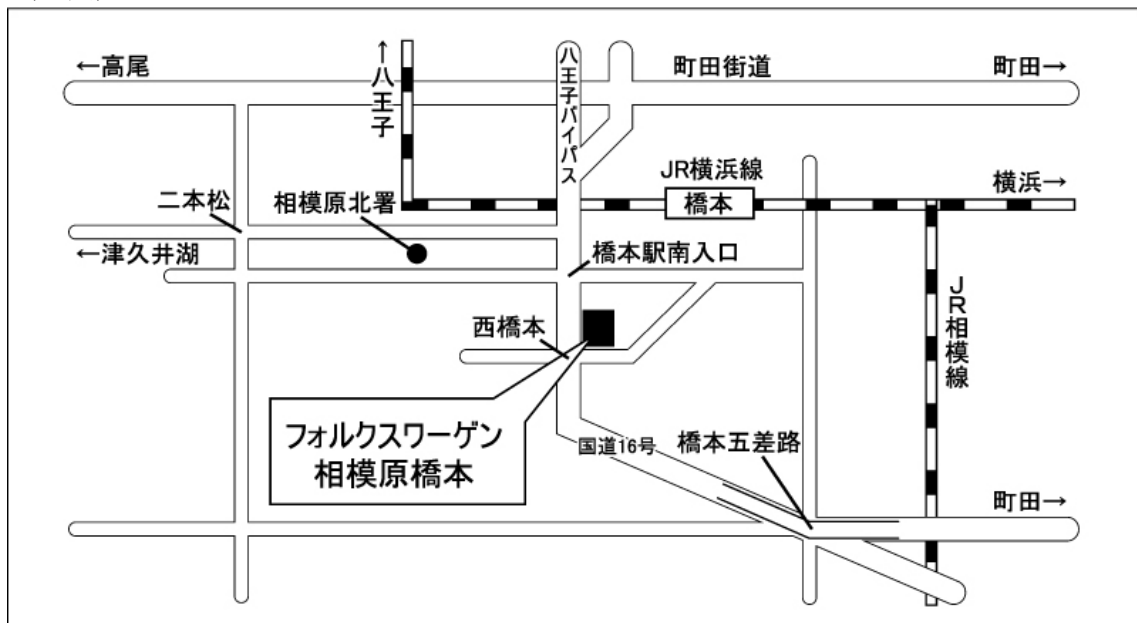 ←高尾
↑八王子
八王子バイパス
町田街道
町田→
JR横浜線
橋本
横浜→
二本松
相模原北署
←津久井湖
橋本駅南入口
西橋本
JR相模線
フォルクスワーゲン
相模原橋本
国道16号
橋本五差路
町田→